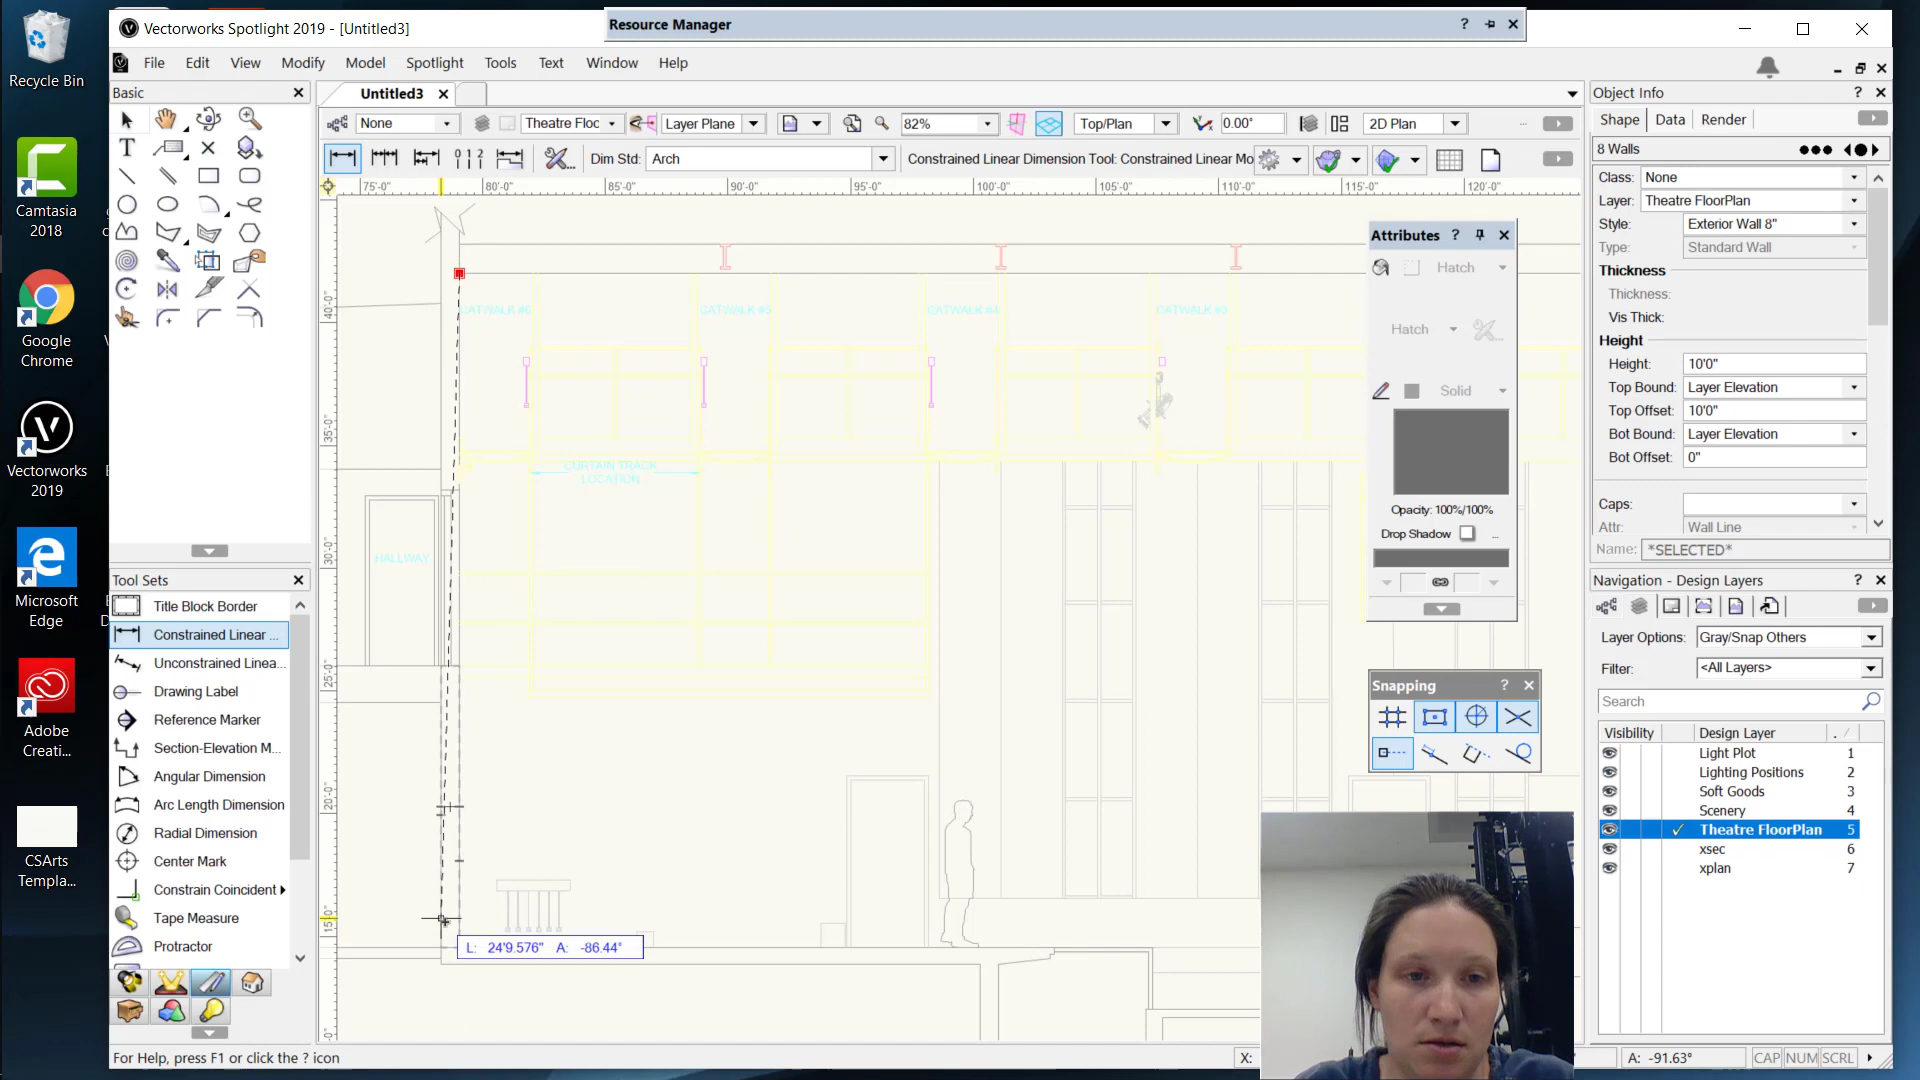 Recycle Bin
Camtasia
2018
Google
Chrome
Vectorworks
2019
Microsoft
Edge
Adobe
Creati...
CSArts
Templa...
Vectorworks Spotlight 2019 - [Untitled3]
Resource Manager
File Edit View Modify Model Spotlight Tools Text Window Help
Basic
Untitled3
None
Theatre Floo
Layer Plane
82%
Top/Plan
0.00°
2D Plan
Dim Std: Arch
Constrained Linear Dimension Tool: Constrained Linear Mo
75'-0" 80'-0" 85'-0" 90'-0" 95'-0" 100'-0" 105'-0" 110'-0" 115'-0" 120'-0"
40'-0"
35'-0"
30'-0"
25'-0"
20'-0"
15'-0"
CATWALK #5
CATWALK #4
CATWALK #3
CURTAIN TRACK
LOCATION
HALLWAY
L: 24'9.576" A: -86.44°
Tool Sets
Title Block Border
Constrained Linear ...
Unconstrained Linea...
Drawing Label
Reference Marker
Section-Elevation M...
Angular Dimension
Arc Length Dimension
Radial Dimension
Center Mark
Constrain Coincident
Tape Measure
Protractor
Attributes
Hatch
Hatch
Solid
Opacity: 100%/100%
Drop Shadow
...
Snapping
Object Info
Shape Data Render
8 Walls
Class: None
Layer: Theatre FloorPlan
Style: Exterior Wall 8"
Type: Standard Wall
Thickness
Thickness:
Vis Thick:
Height
Height: 10'0"
Top Bound: Layer Elevation
Top Offset: 10'0"
Bot Bound: Layer Elevation
Bot Offset: 0"
Caps:
Attr: Wall Line
Name: *SELECTED*
Navigation - Design Layers
Layer Options: Gray/Snap Others
Filter: <All Layers>
Search
Visibility Design Layer
Light Plot 1
Lighting Positions 2
Soft Goods 3
Scenery 4
Theatre FloorPlan 5
xsec 6
xplan 7
For Help, press F1 or click the ? icon
X:
A: -91.63°
CAP NUM SCRL